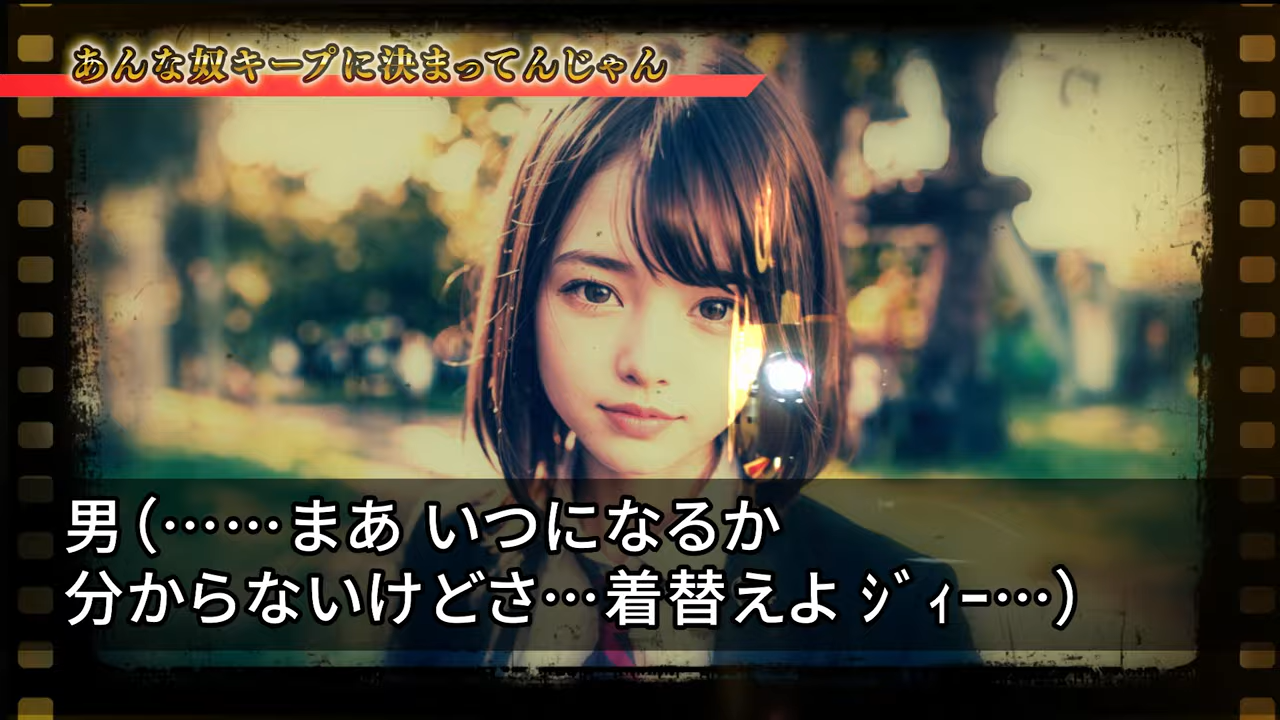 あんな奴キープに決まってんじゃん
男（……まあ いつになるか
分からないけどさ…着替えよ ｼﾞｨｰ…）